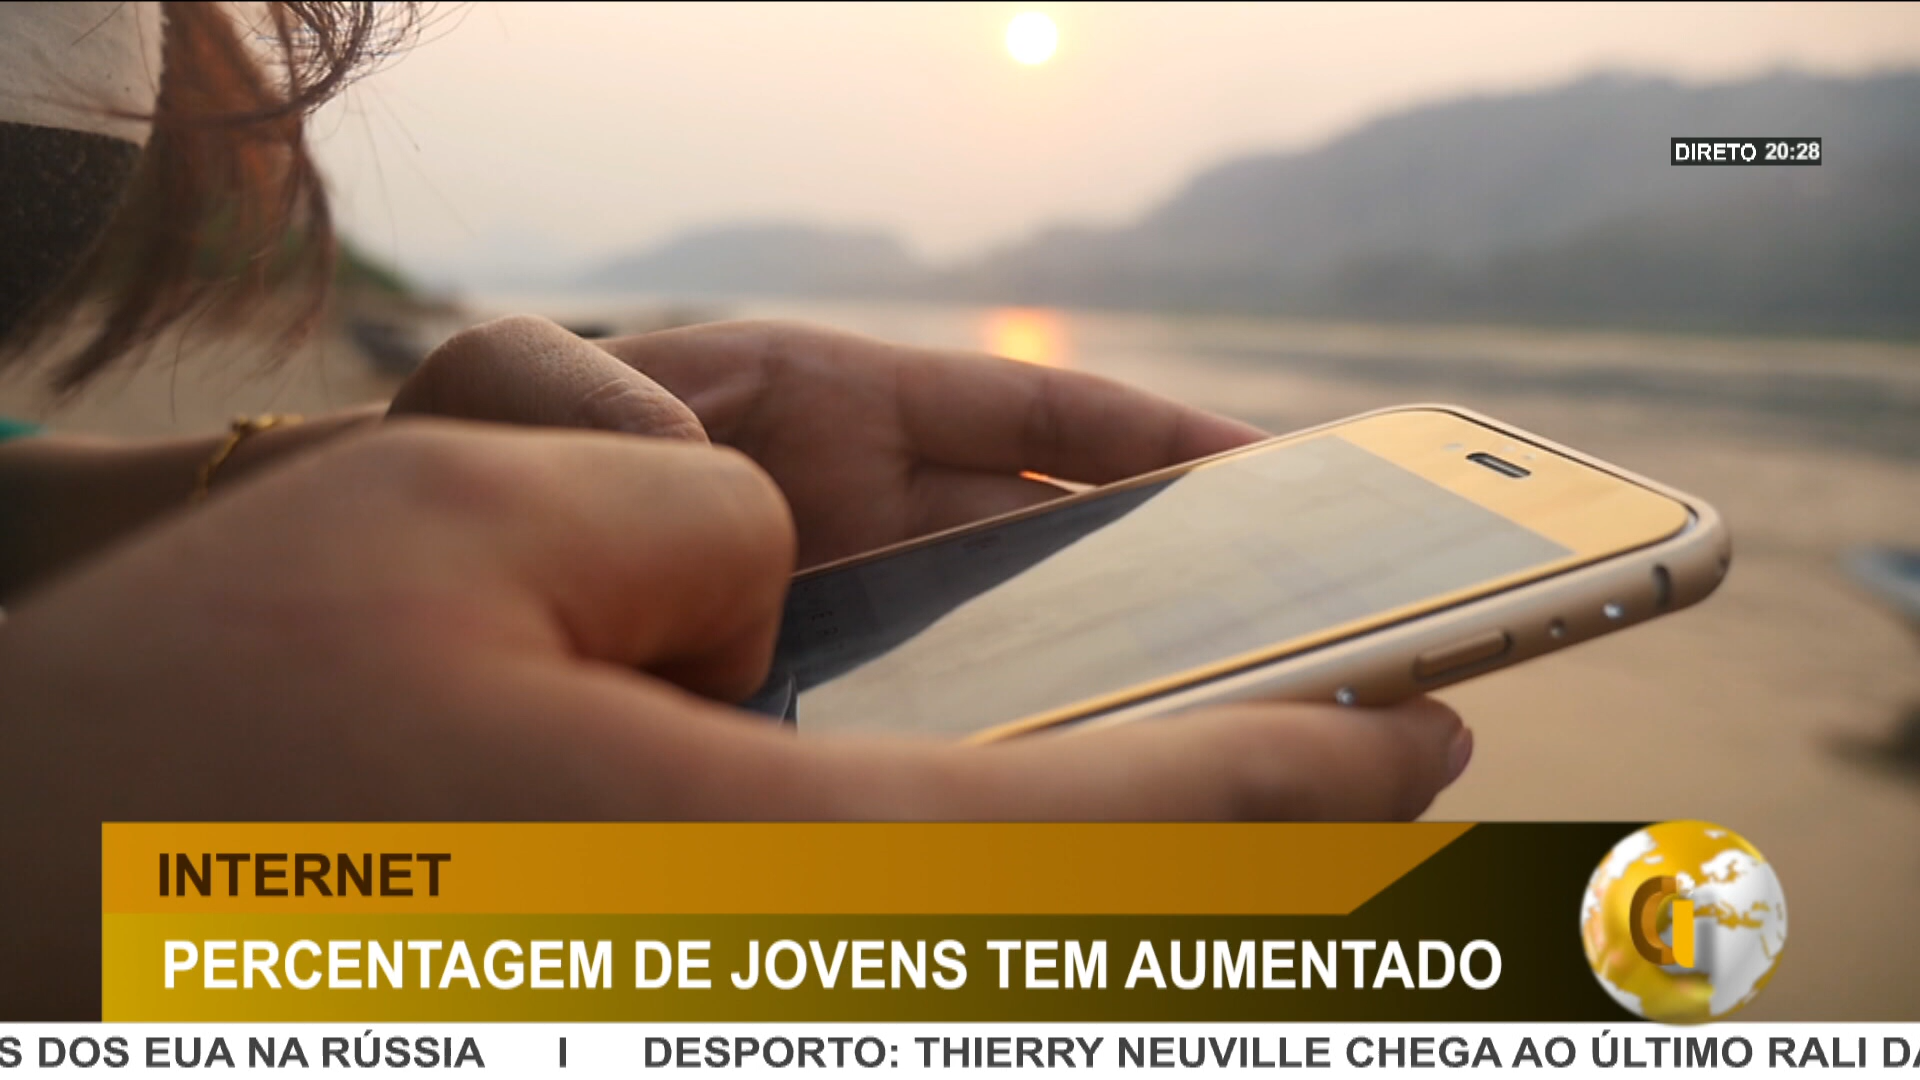 DIRETO 20:28
INTERNET
PERCENTAGEM DE JOVENS TEM AUMENTADO
S DOS EUA NA RÚSSIA I DESPORTO: THIERRY NEUVILLE CHEGA AO ÚLTIMO RALI DA